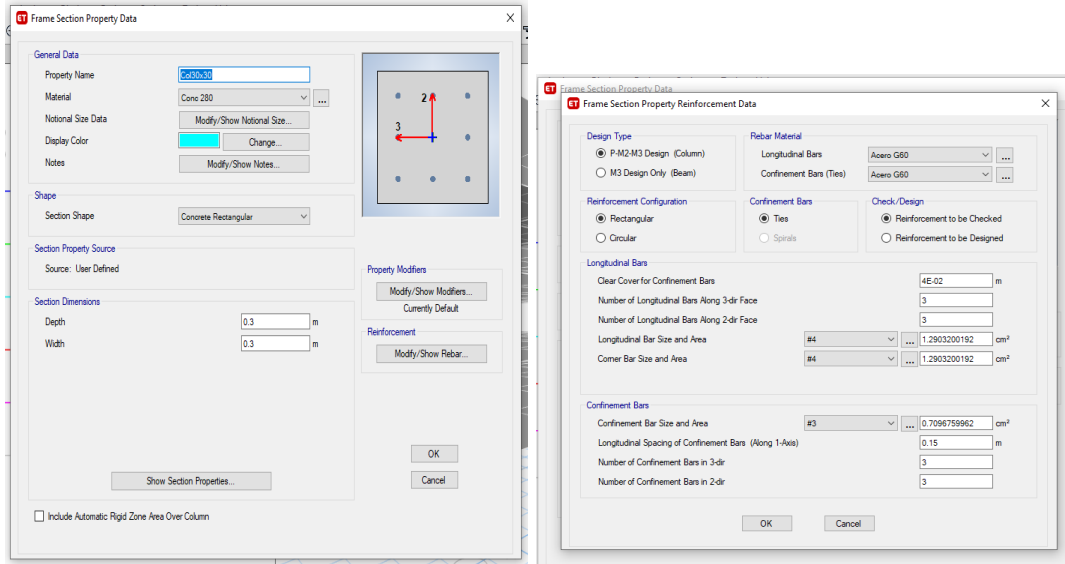 Frame Section Property Data
General Data
Property Name Col30x30
Material Conc 280 ...
Notional Size Data Modify/Show Notional Size...
Display Color Change...
Notes Modify/Show Notes...
2
3
Shape
Section Shape Concrete Rectangular
Section Property Source
Source: User Defined
Section Dimensions
Depth 0.3 m
Width 0.3 m
Property Modifiers
Modify/Show Modifiers...
Currently Default
Reinforcement
Modify/Show Rebar...
Show Section Properties...
OK
Cancel
Include Automatic Rigid Zone Area Over Column
Frame Section Property Data
Frame Section Property Reinforcement Data
Design Type
P-M2-M3 Design (Column)
M3 Design Only (Beam)
Rebar Material
Longitudinal Bars Acero G60 ...
Confinement Bars (Ties) Acero G60 ...
Reinforcement Configuration
Rectangular
Circular
Confinement Bars
Ties
Spirals
Check/Design
Reinforcement to be Checked
Reinforcement to be Designed
Longitudinal Bars
Clear Cover for Confinement Bars 4E-02 m
Number of Longitudinal Bars Along 3-dir Face 3
Number of Longitudinal Bars Along 2-dir Face 3
Longitudinal Bar Size and Area #4 ... 1.2903200192 cm²
Corner Bar Size and Area #4 ... 1.2903200192 cm²
Confinement Bars
Confinement Bar Size and Area #3 ... 0.7096759962 cm²
Longitudinal Spacing of Confinement Bars (Along 1-Axis) 0.15 m
Number of Confinement Bars in 3-dir 3
Number of Confinement Bars in 2-dir 3
OK Cancel